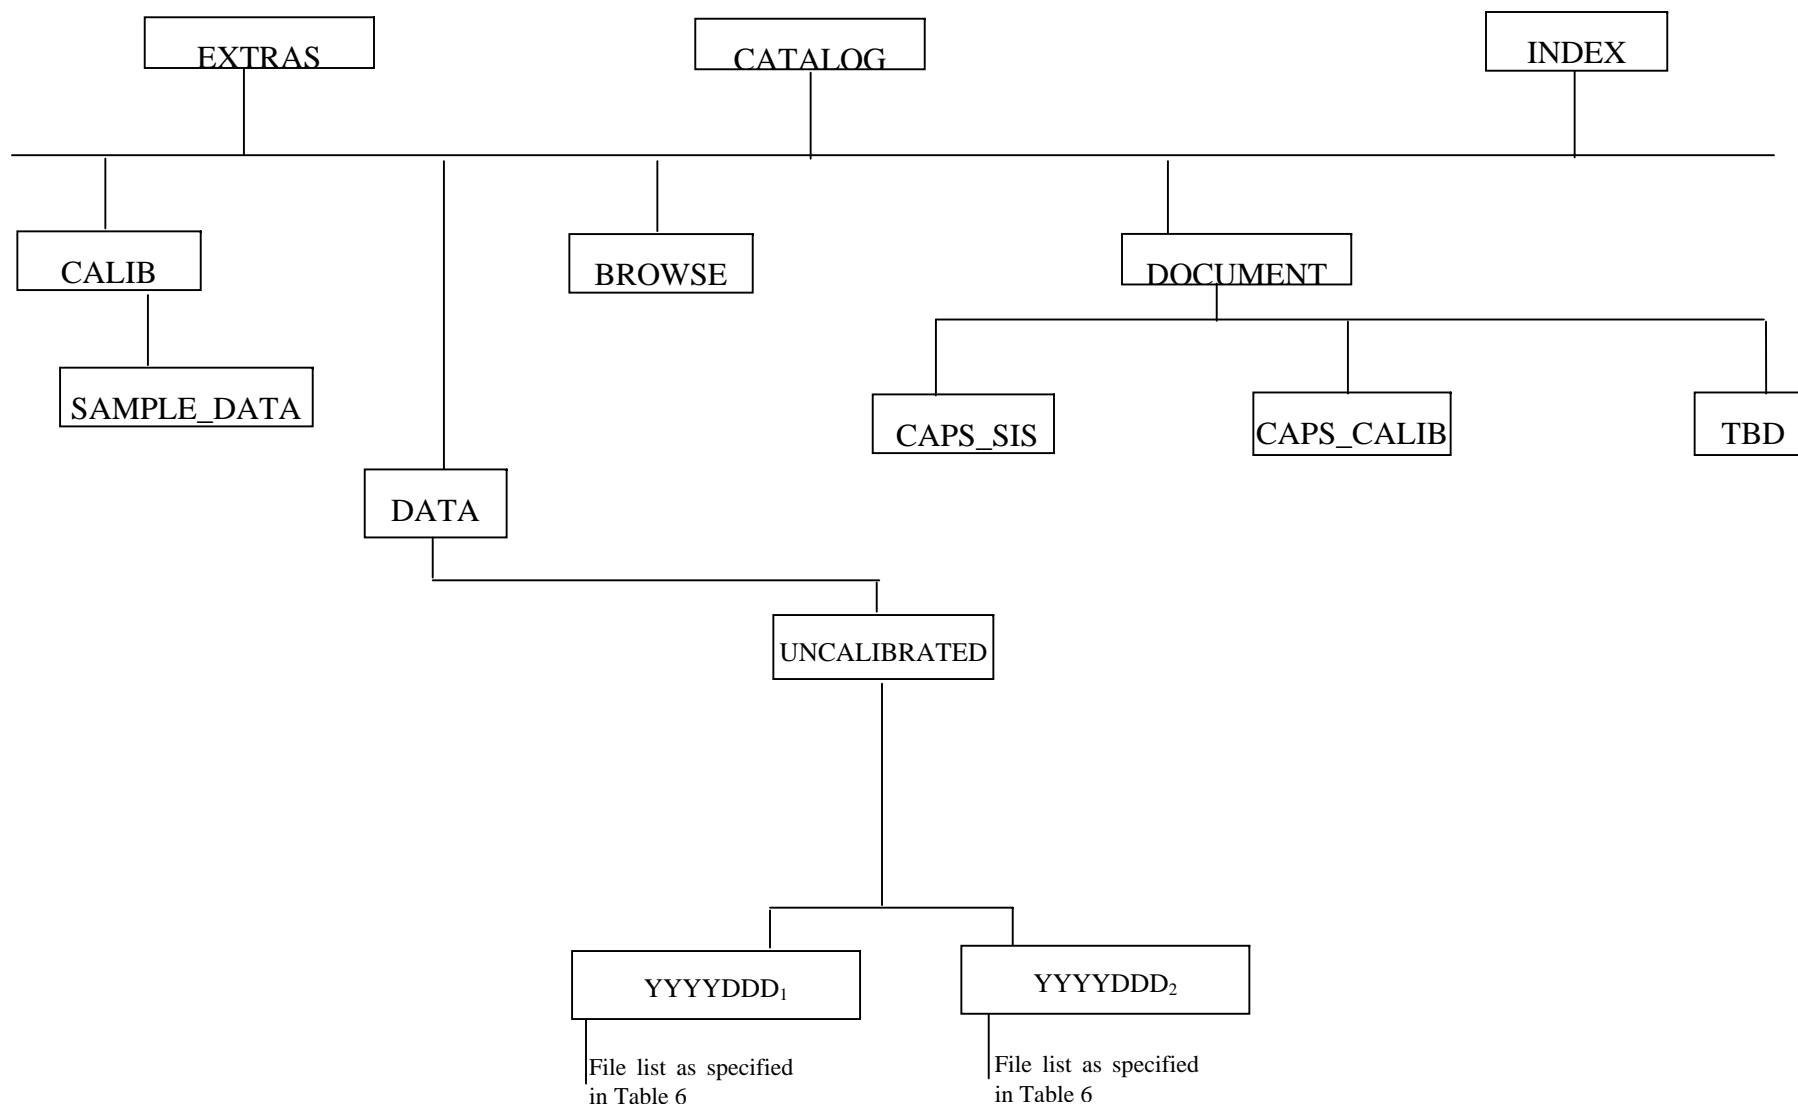 EXTRAS
CATALOG
INDEX
CALIB
BROWSE
DOCUMENT
SAMPLE_DATA
CAPS_SIS
CAPS_CALIB
TBD
DATA
UNCALIBRATED
YYYYDDD₁
YYYYDDD₂
File list as specified
in Table 6
File list as specified
in Table 6